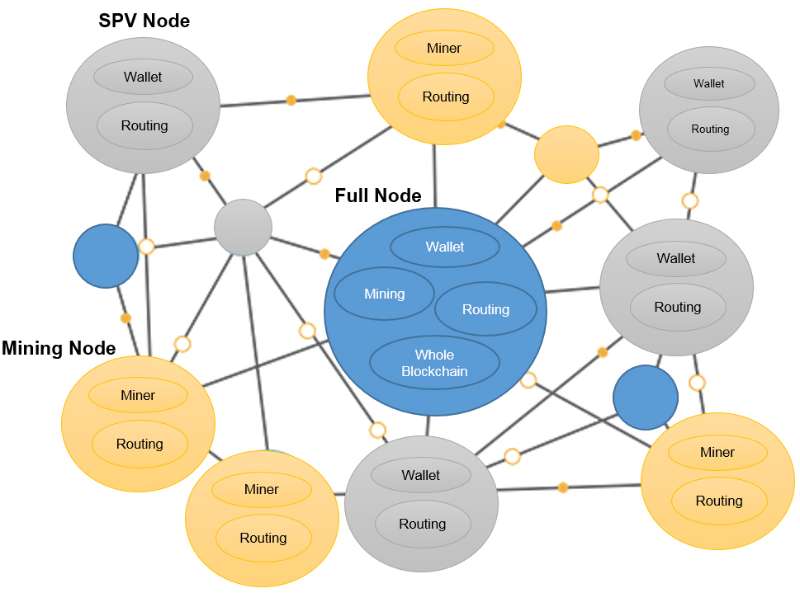 SPV Node
Wallet
Routing
Miner
Routing
Wallet
Routing
Full Node
Wallet
Mining
Routing
Whole
Blockchain
Wallet
Routing
Mining Node
Miner
Routing
Miner
Routing
Wallet
Routing
Miner
Routing